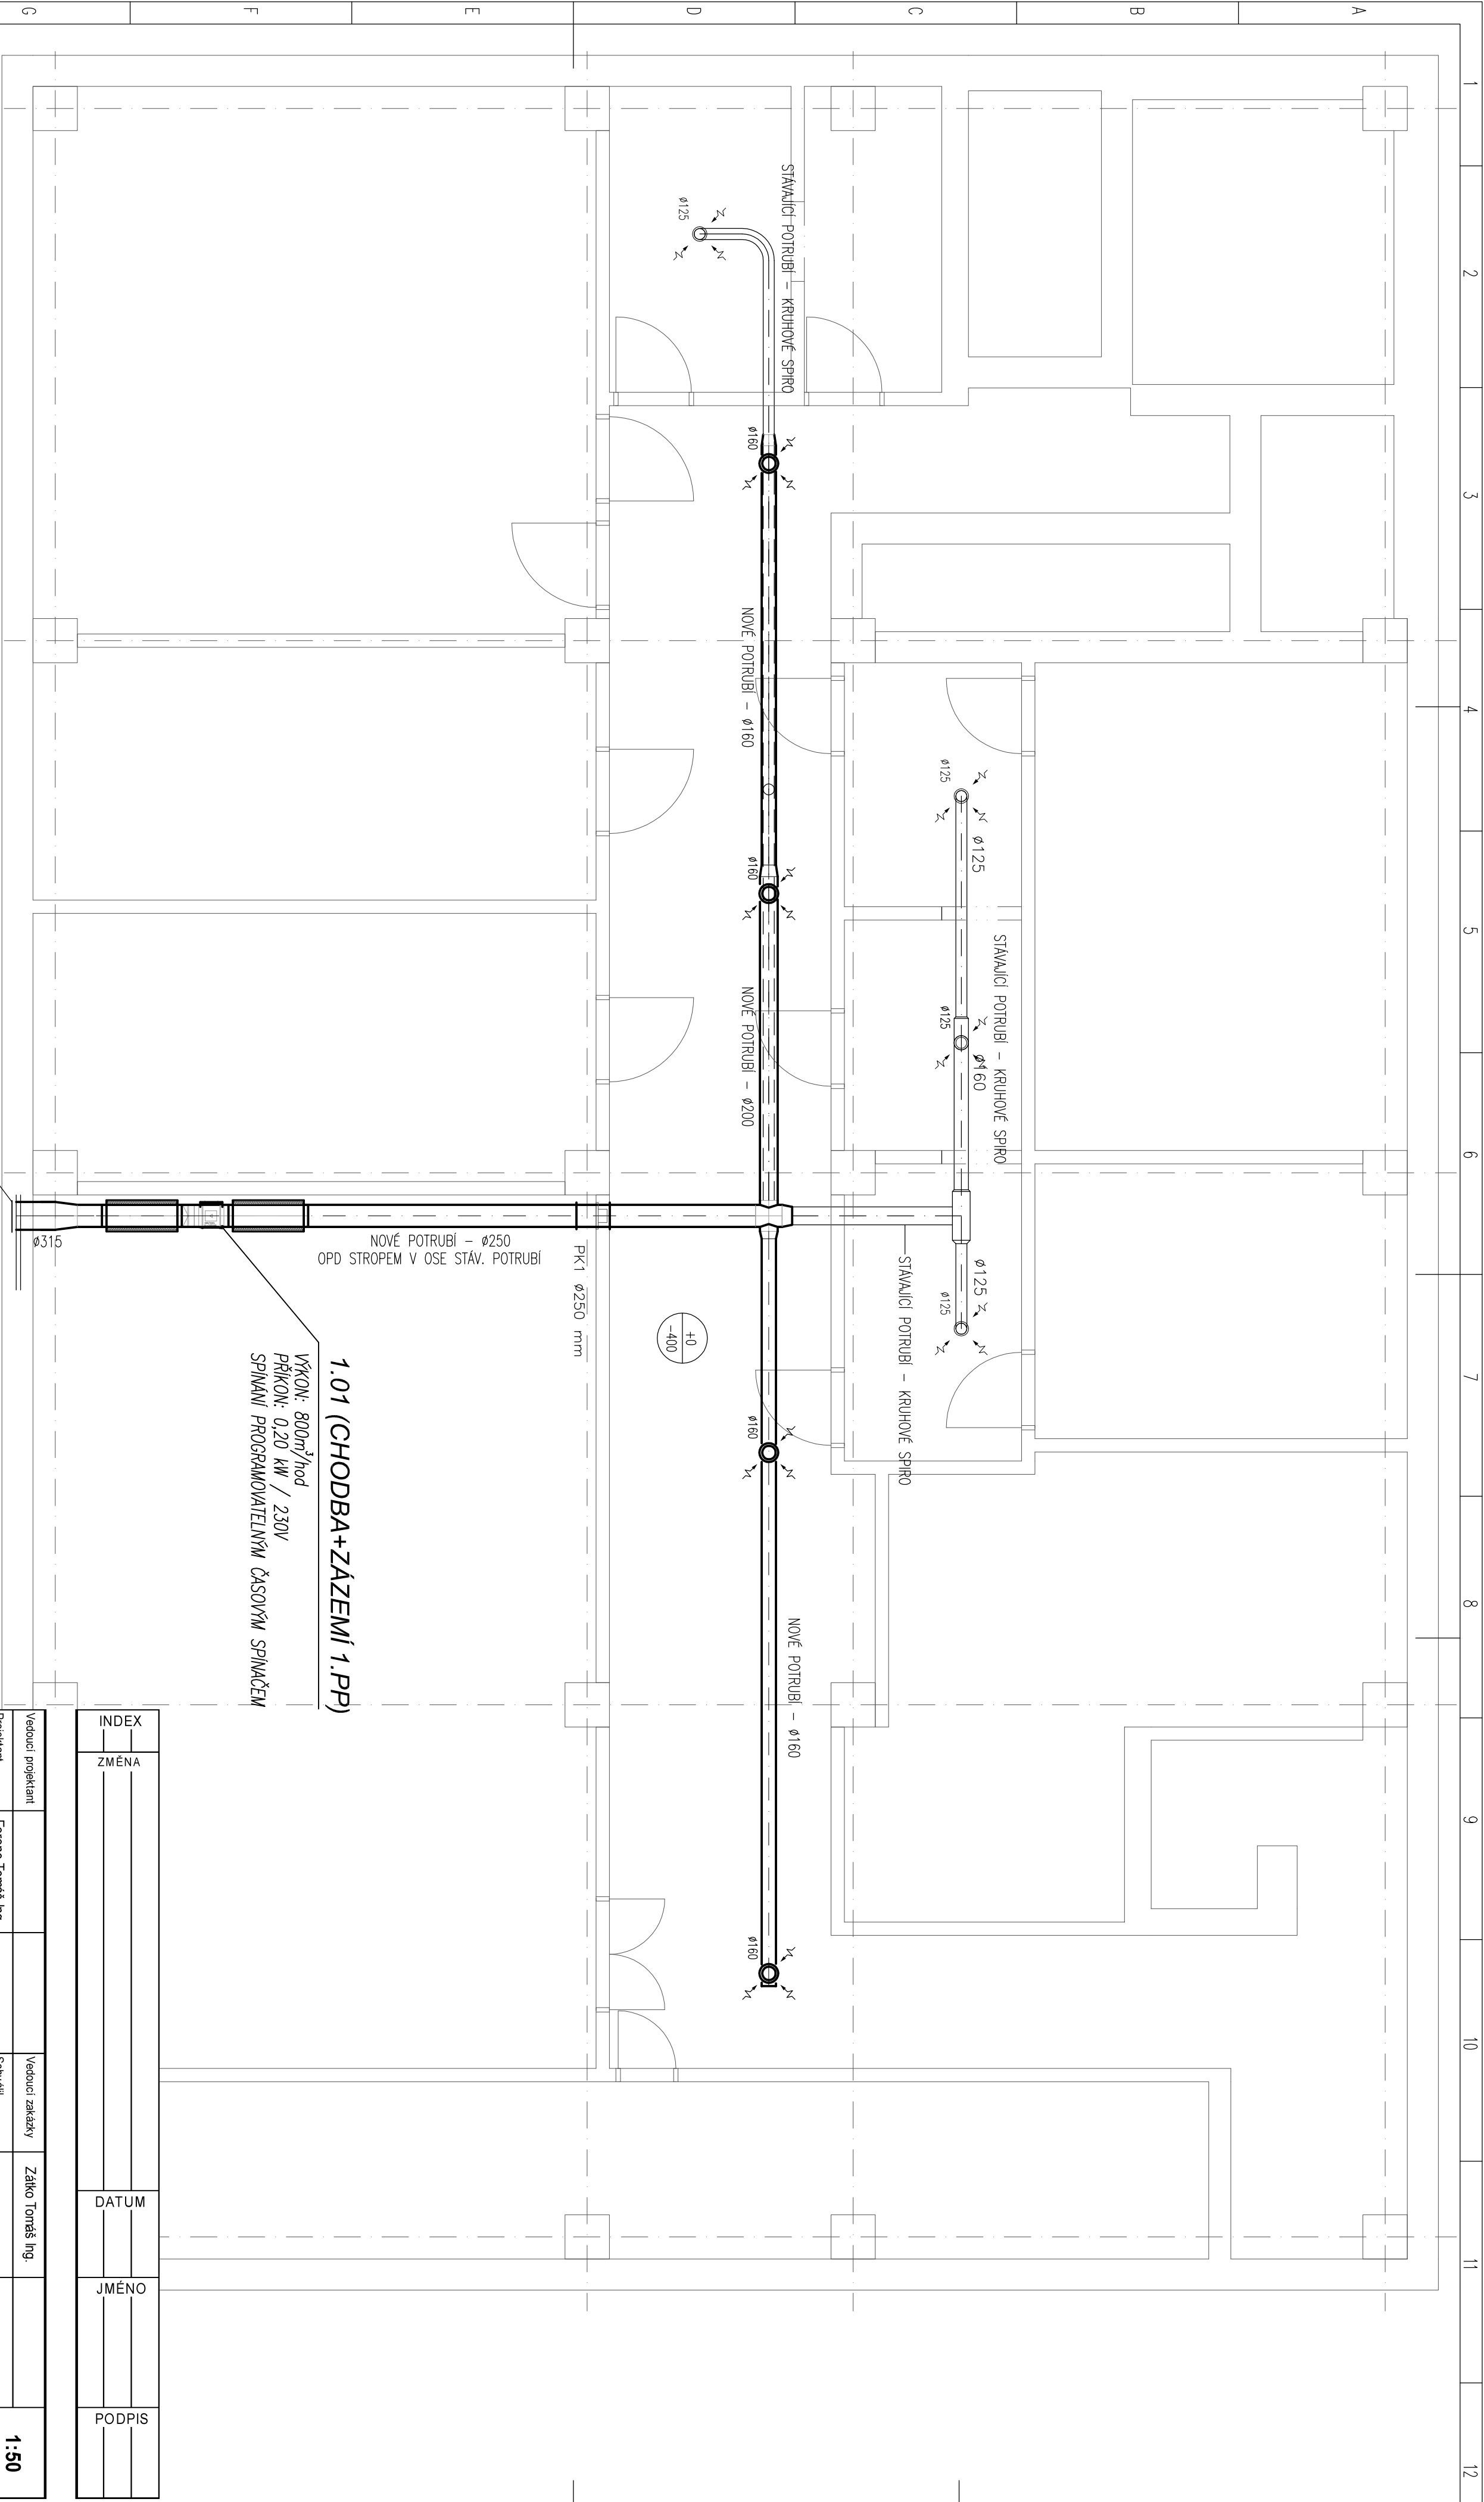 1
2
3
4
5
6
7
8
9
10
11
12
A
B
C
D
E
F
G
STÁVAJÍCÍ POTRUBÍ - KRUHOVÉ SPIRO
ø125
ø160
NOVÉ POTRUBÍ - ø160
ø160
NOVÉ POTRUBÍ - ø200
ø125
ø125
STÁVAJÍCÍ POTRUBÍ - KRUHOVÉ SPIRO
ø125
ø160
ø125
ø125
STÁVAJÍCÍ POTRUBÍ - KRUHOVÉ SPIRO
ø160
NOVÉ POTRUBÍ - ø160
ø160
+0
-400
PK1 ø250 mm
NOVÉ POTRUBÍ - ø250
OPD STROPEM V OSE STÁV. POTRUBÍ
ø315
1.01 (CHODBA+ZÁZEMÍ 1.PP)
VÝKON: 800m³/hod
PŘÍKON: 0,20 kW / 230V
SPÍNÁNÍ PROGRAMOVATELNÝM ČASOVÝM SPÍNAČEM
INDEX
ZMĚNA
DATUM
JMÉNO
PODPIS
Vedoucí projektant
Vedoucí zakázky
Zátko Tomáš Ing.
1:50